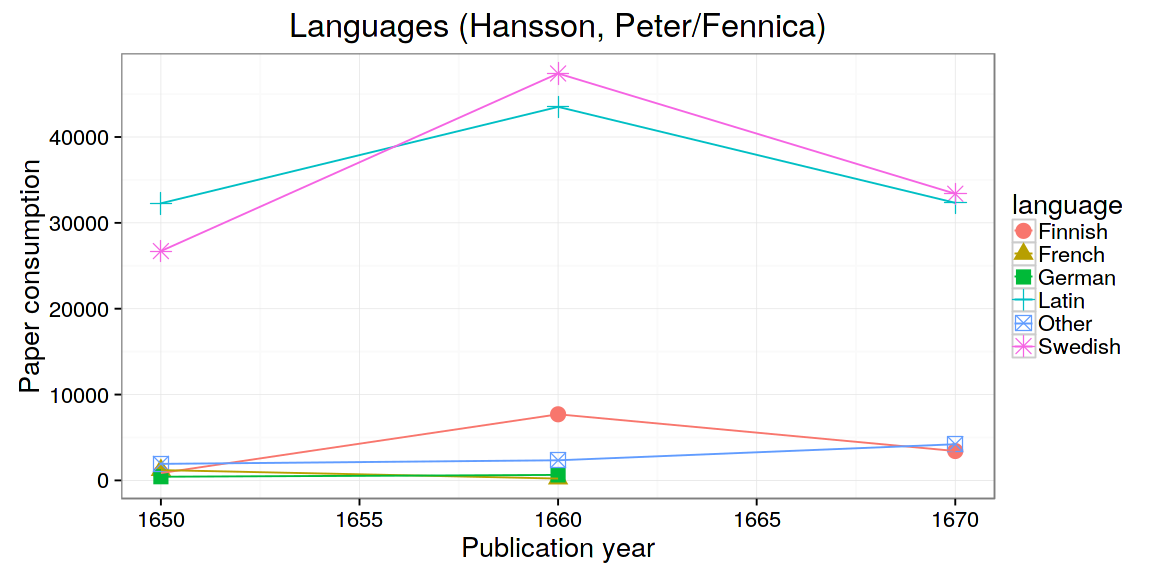 Languages (Hansson, Peter/Fennica)
Paper consumption
40000
30000
20000
10000
0
1650 1655 1660 1665 1670
Publication year
language
Finnish
French
German
Latin
Other
Swedish